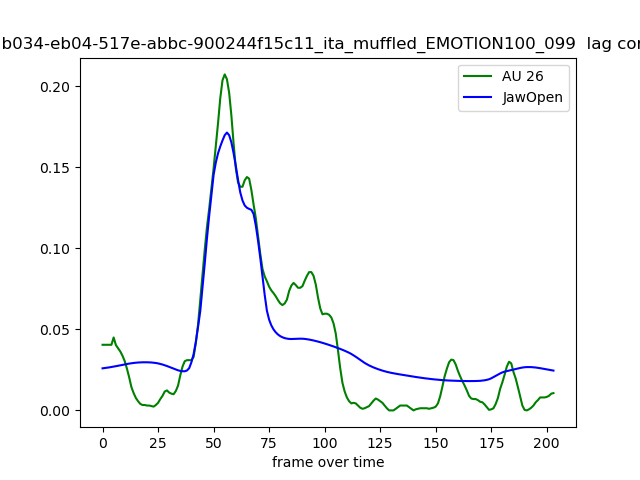 b034-eb04-517e-abbc-900244f15c11_ita_muffled_EMOTION100_099 lag
AU 26
JawOpen
0.20
0.15
0.10
0.05
0.00
0 25 50 75 100 125 150 175 200
frame over time